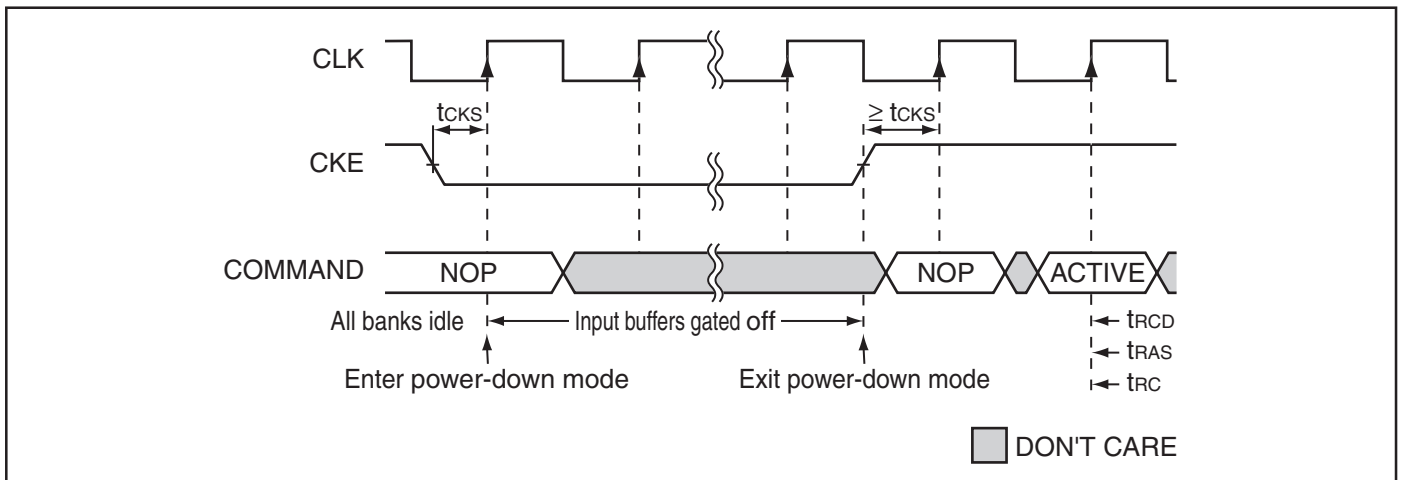 CLK
tCKS
≥ tCKS
CKE
COMMAND
NOP
NOP
ACTIVE
All banks idle
Input buffers gated off
tRCD
tRAS
tRC
Enter power-down mode
Exit power-down mode
DON'T CARE